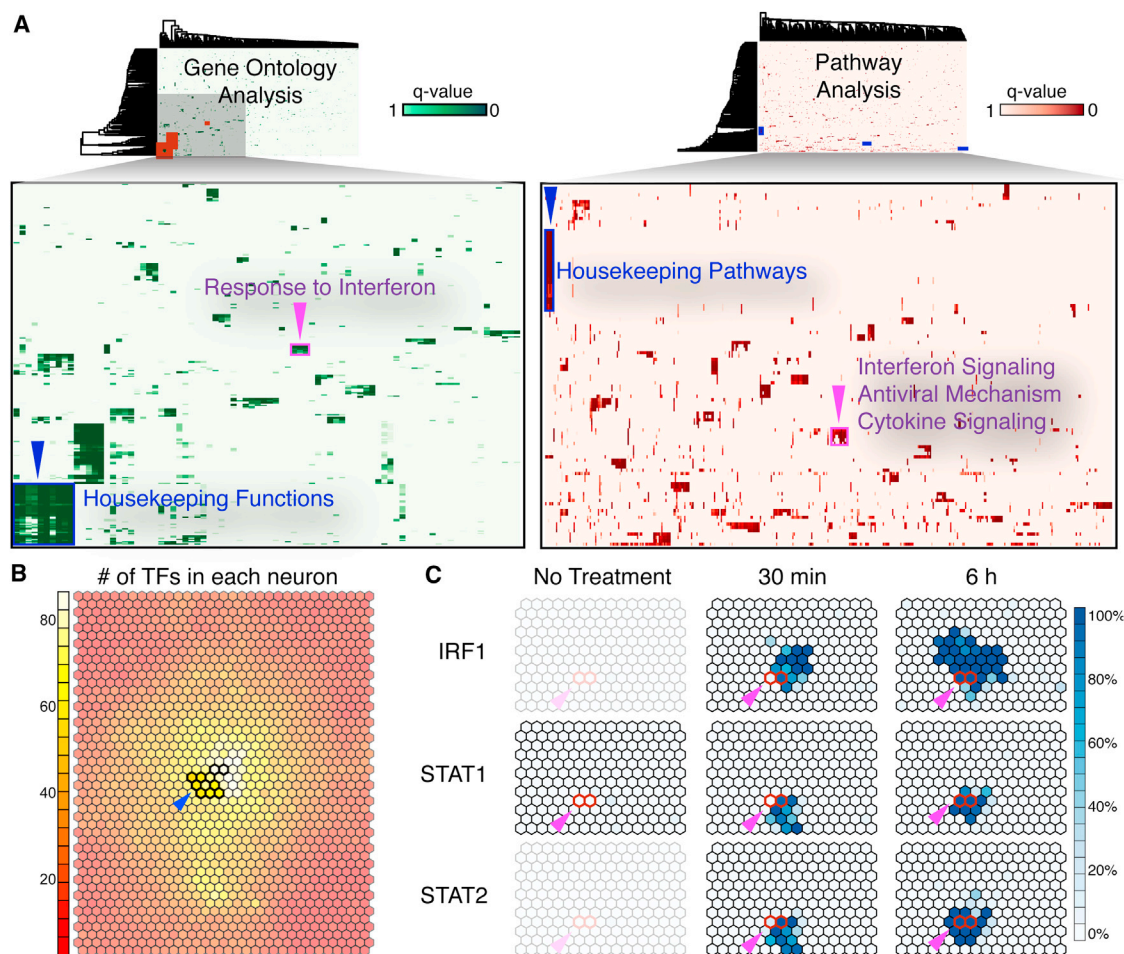 A
Gene Ontology
Analysis
q-value
1 0
Pathway
Analysis
q-value
1 0
Response to Interferon
Housekeeping Functions
Housekeeping Pathways
Interferon Signaling
Antiviral Mechanism
Cytokine Signaling
B
# of TFs in each neuron
80
60
40
20
C
No Treatment 30 min 6 h
IRF1
STAT1
STAT2
100%
80%
60%
40%
20%
0%